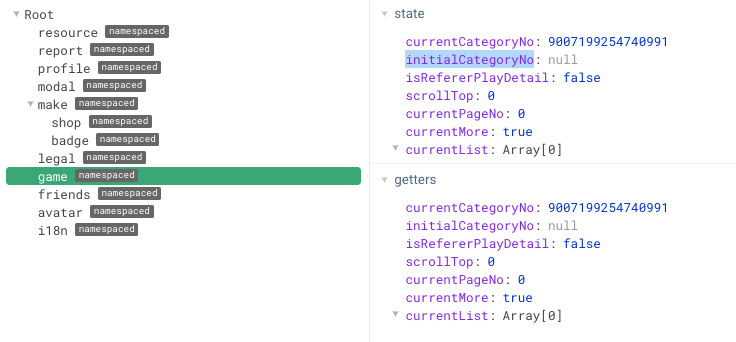 Root
resource namespaced
report namespaced
profile namespaced
modal namespaced
make namespaced
shop namespaced
badge namespaced
legal namespaced
game namespaced
friends namespaced
avatar namespaced
i18n namespaced
state
currentCategoryNo: 9007199254740991
initialCategoryNo: null
isRefererPlayDetail: false
scrollTop: 0
currentPageNo: 0
currentMore: true
currentList: Array[0]
getters
currentCategoryNo: 9007199254740991
initialCategoryNo: null
isRefererPlayDetail: false
scrollTop: 0
currentPageNo: 0
currentMore: true
currentList: Array[0]